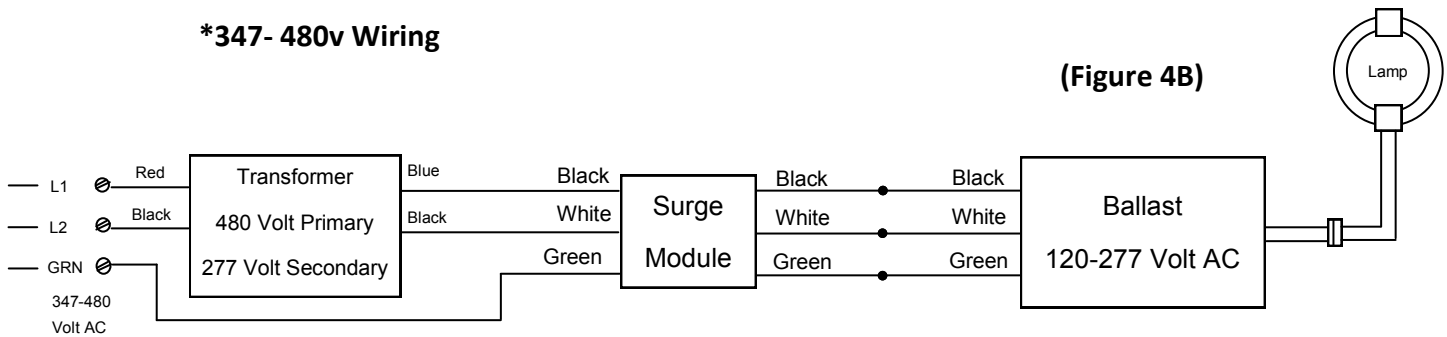 *347- 480v Wiring
(Figure 4B)
Lamp
L1
Red
L2
Black
GRN
347-480
Volt AC
Transformer
480 Volt Primary
277 Volt Secondary
Blue
Black
Black
White
Green
Surge
Module
Black
White
Green
Black
White
Green
Ballast
120-277 Volt AC